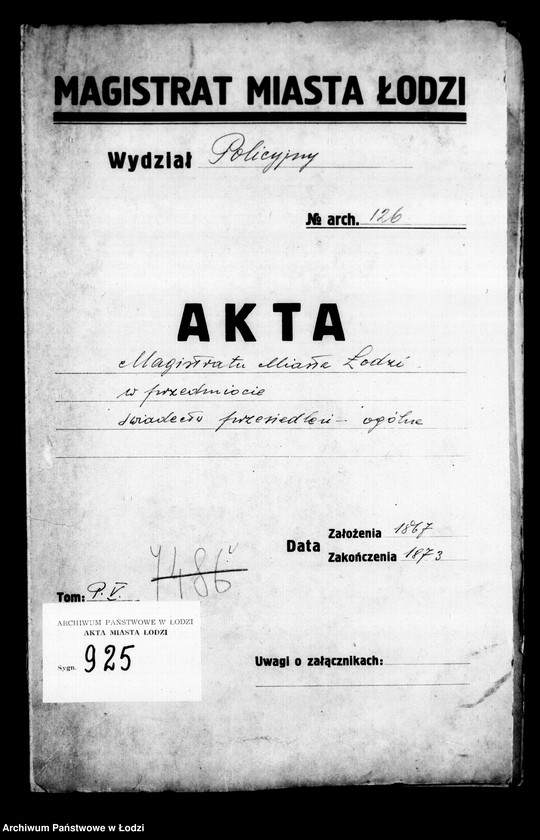 MAGISTRAT MIASTA ŁODZI
Wydział Policyjny
№ arch. 126
AKTA
Magistratu Miasta Łodzi
w przedmiocie
świadectw przesiedleń - ogólne
Data
Założenia 1867
Zakończenia 1873
7486
Tom: P. V.
ARCHIWUM PAŃSTWOWE W ŁODZI
AKTA MIASTA ŁODZI
Sygn. 925
Uwagi o załącznikach:
Archiwum Państwowe w Łodzi